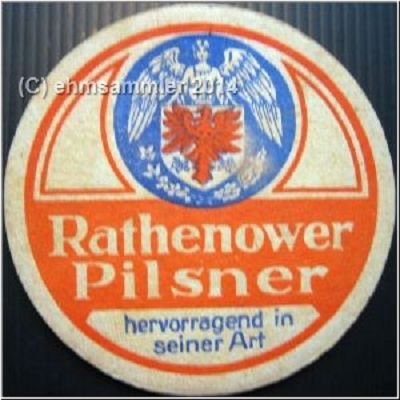 (C) ehmsammler 2014
Rathenower
Pilsner
hervorragend in
seiner Art